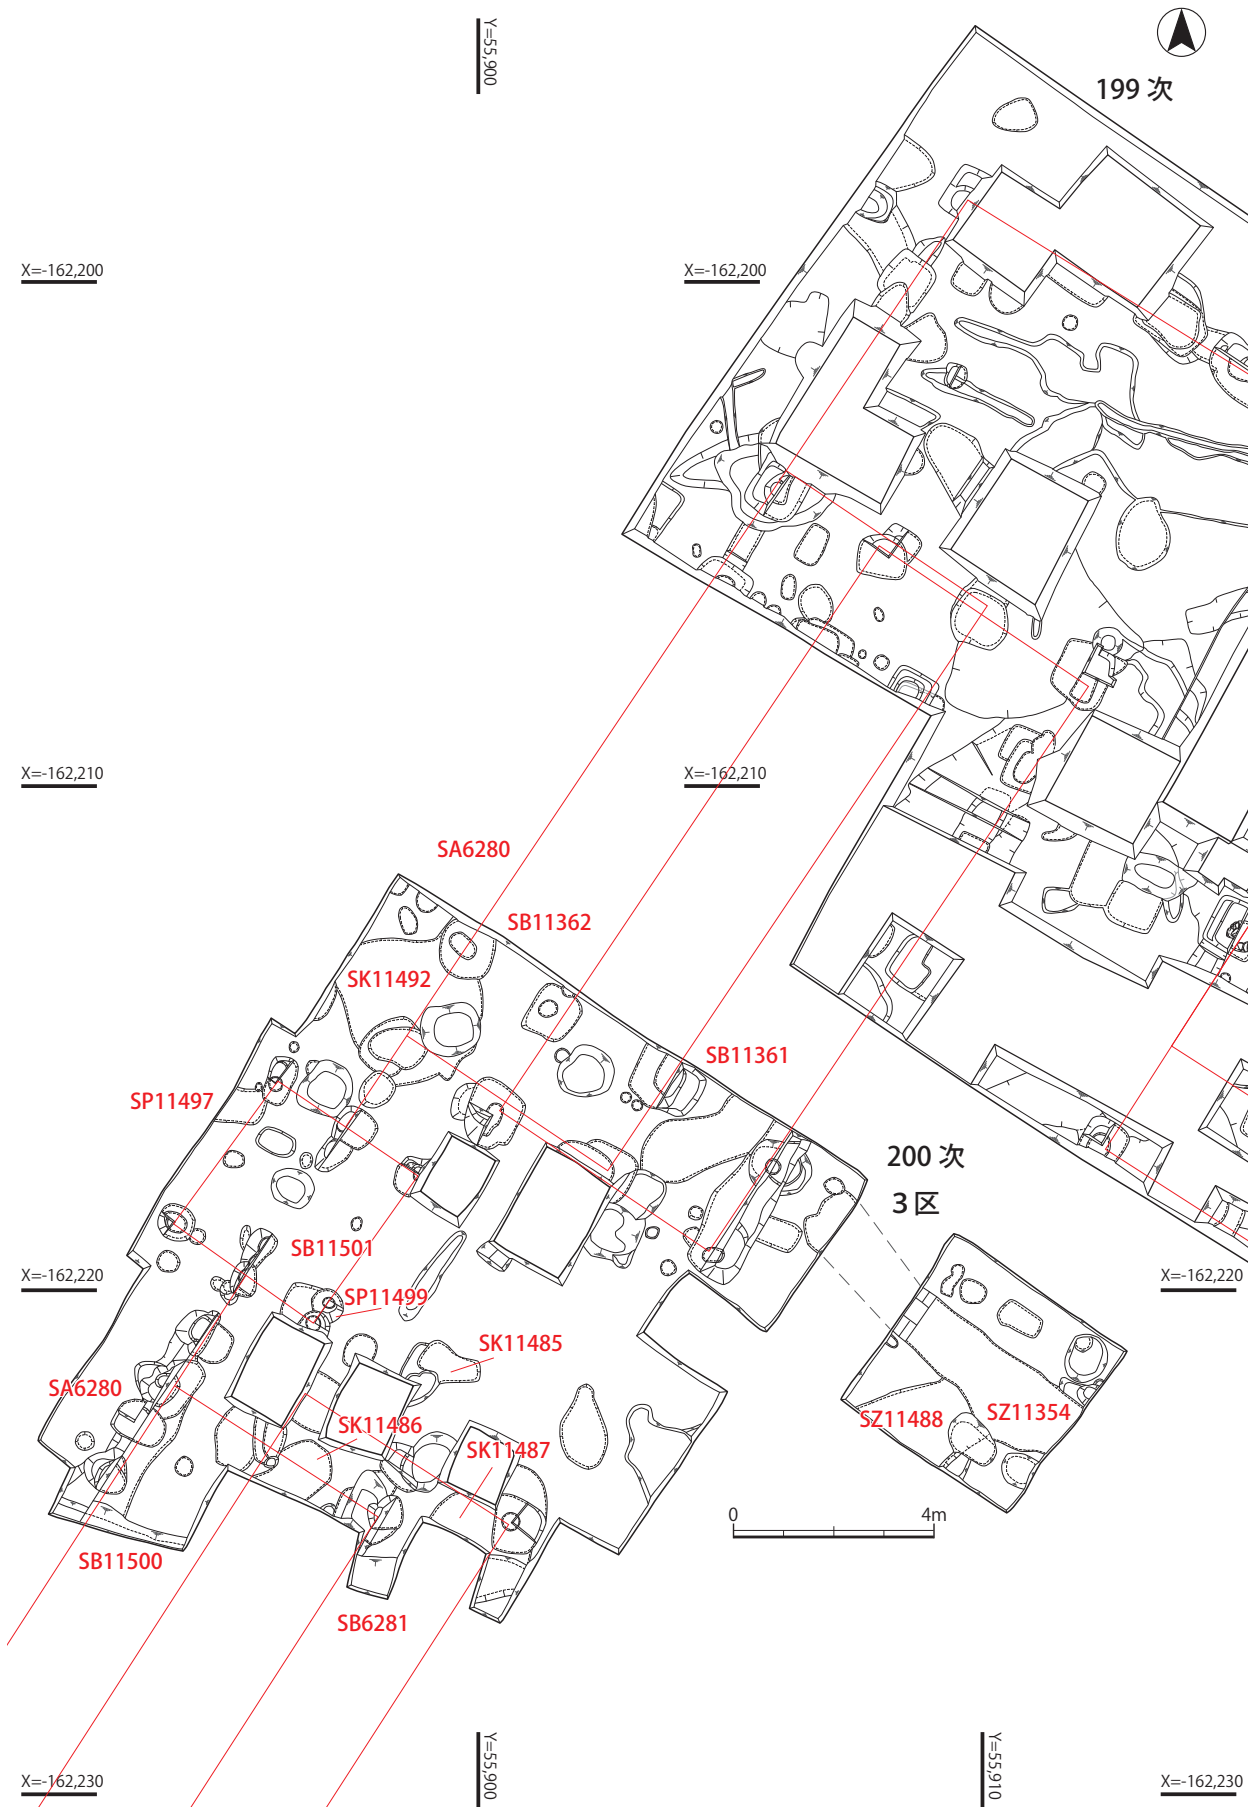 Y=55,900
199 次
X=-162,200
X=-162,200
X=-162,210
X=-162,210
SA6280
SB11362
SK11492
SB11361
SP11497
200 次
3 区
SB11501
X=-162,220
X=-162,220
SP11499
SK11485
SA6280
SK11486
SZ11488
SZ11354
SK11487
0
4m
SB11500
SB6281
Y=55,900
Y=55,910
X=-162,230
X=-162,230